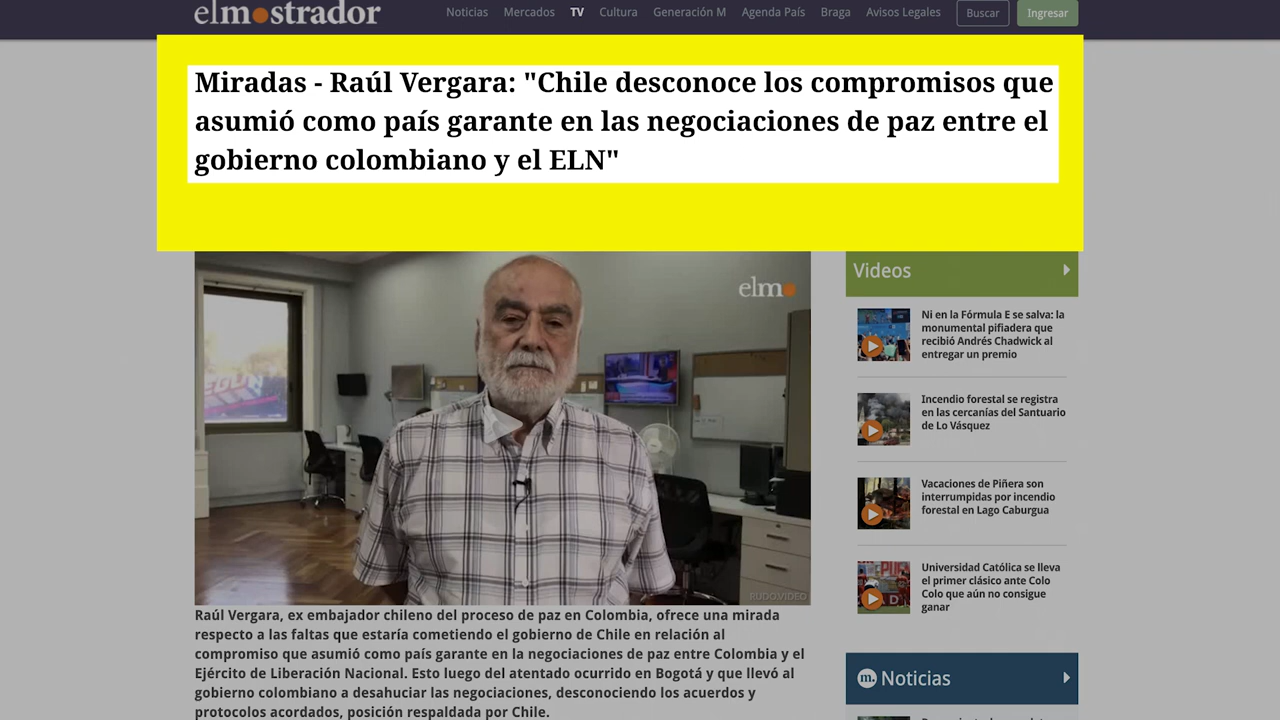 elmostrador
Noticias Mercados TV Cultura Generación M Agenda País Braga Avisos Legales Buscar Ingresar
Miradas - Raúl Vergara: "Chile desconoce los compromisos que
asumió como país garante en las negociaciones de paz entre el
gobierno colombiano y el ELN"
elmo
RUDO.VIDEO
Raúl Vergara, ex embajador chileno del proceso de paz en Colombia, ofrece una mirada
respecto a las faltas que estaría cometiendo el gobierno de Chile en relación al
compromiso que asumió como país garante en la negociaciones de paz entre Colombia y el
Ejército de Liberación Nacional. Esto luego del atentado ocurrido en Bogotá y que llevó al
gobierno colombiano a desahuciar las negociaciones, desconociendo los acuerdos y
protocolos acordados, posición respaldada por Chile.
Videos
Ni en la Fórmula E se salva: la
monumental pifiadera que
recibió Andrés Chadwick al
entregar un premio
Incendio forestal se registra
en las cercanías del Santuario
de Lo Vásquez
Vacaciones de Piñera son
interrumpidas por incendio
forestal en Lago Caburgua
Universidad Católica se lleva
el primer clásico ante Colo
Colo que aún no consigue
ganar
m. Noticias